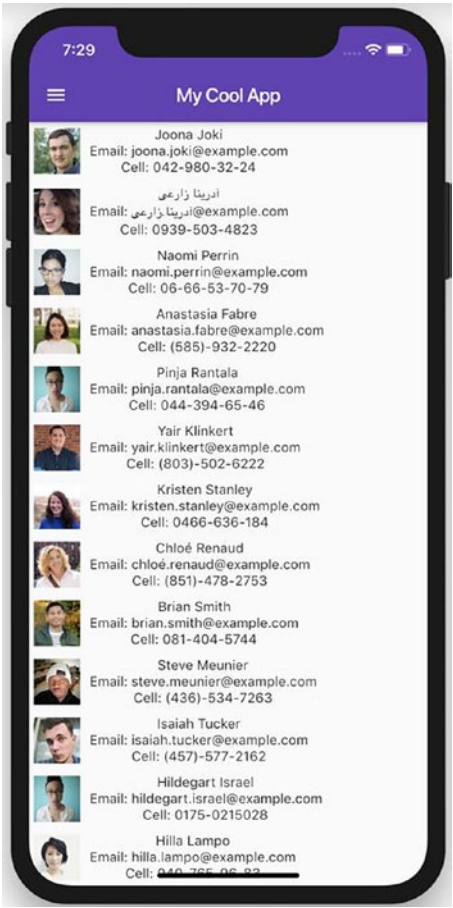 7:29
My Cool App
Joona Joki
Email: joona.joki@example.com
Cell: 042-980-32-24
آدرینا زارعی
Email: آدرینا.زارعی@example.com
Cell: 0939-503-4823
Naomi Perrin
Email: naomi.perrin@example.com
Cell: 06-66-53-70-79
Anastasia Fabre
Email: anastasia.fabre@example.com
Cell: (585)-932-2220
Pinja Rantala
Email: pinja.rantala@example.com
Cell: 044-394-65-46
Yair Klinkert
Email: yair.klinkert@example.com
Cell: (803)-502-6222
Kristen Stanley
Email: kristen.stanley@example.com
Cell: 0466-636-184
Chloé Renaud
Email: chloé.renaud@example.com
Cell: (851)-478-2753
Brian Smith
Email: brian.smith@example.com
Cell: 081-404-5744
Steve Meunier
Email: steve.meunier@example.com
Cell: (436)-534-7263
Isaiah Tucker
Email: isaiah.tucker@example.com
Cell: (457)-577-2162
Hildegart Israel
Email: hildegart.israel@example.com
Cell: 0175-0215028
Hilla Lampo
Email: hilla.lampo@example.com
Cell: